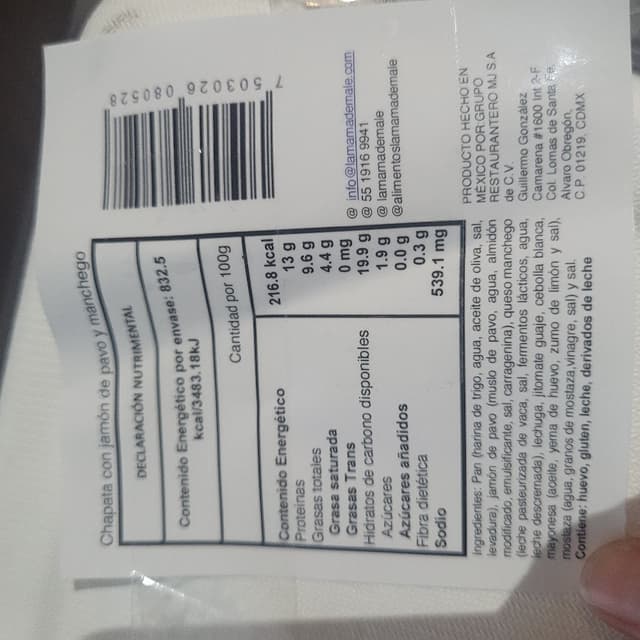 Chapata con jamón de pavo y manchego
DECLARACIÓN NUTRIMENTAL
Contenido Energético por envase: 832.5
kcal/3483.18kJ
Cantidad por 100g
Contenido Energético 216.8 kcal
Proteinas 13 g
Grasas totales 9.6 g
Grasa saturada 4.4 g
Grasas Trans 0 mg
Hidratos de carbono disponibles 19.9 g
Azúcares 1.9 g
Azúcares añadidos 0.0 g
Fibra dietética 0.3 g
Sodio 539.1 mg
Ingredientes: Pan (harina de trigo, agua, aceite de oliva, sal,
levadura), jamón de pavo (muslo de pavo, agua, almidón
modificado, emulsificante, sal, carragenina), queso manchego
(leche pasteurizada de vaca, sal, fermentos lácticos, agua,
leche descremada), lechuga, jitomate guaje, cebolla blanca,
mayonesa (aceite, yema de huevo, zumo de limón y sal),
mostaza (agua, granos de mostaza,vinagre, sal) y sal.
Contiene: huevo, gluten, leche, derivados de leche
7 503026 080528
@ info@lamamademale.com
@ 55 1916 9941
@ lamamademale
@alimentoslamamademale
PRODUCTO HECHO EN
MÉXICO POR GRUPO
RESTAURANTERO MJ S.A
de C.V.
Guillermo González
Camarena #1600 Int 2-F
Col. Lomas de Santa Fe,
Álvaro Obregón,
C.P 01219, CDMX